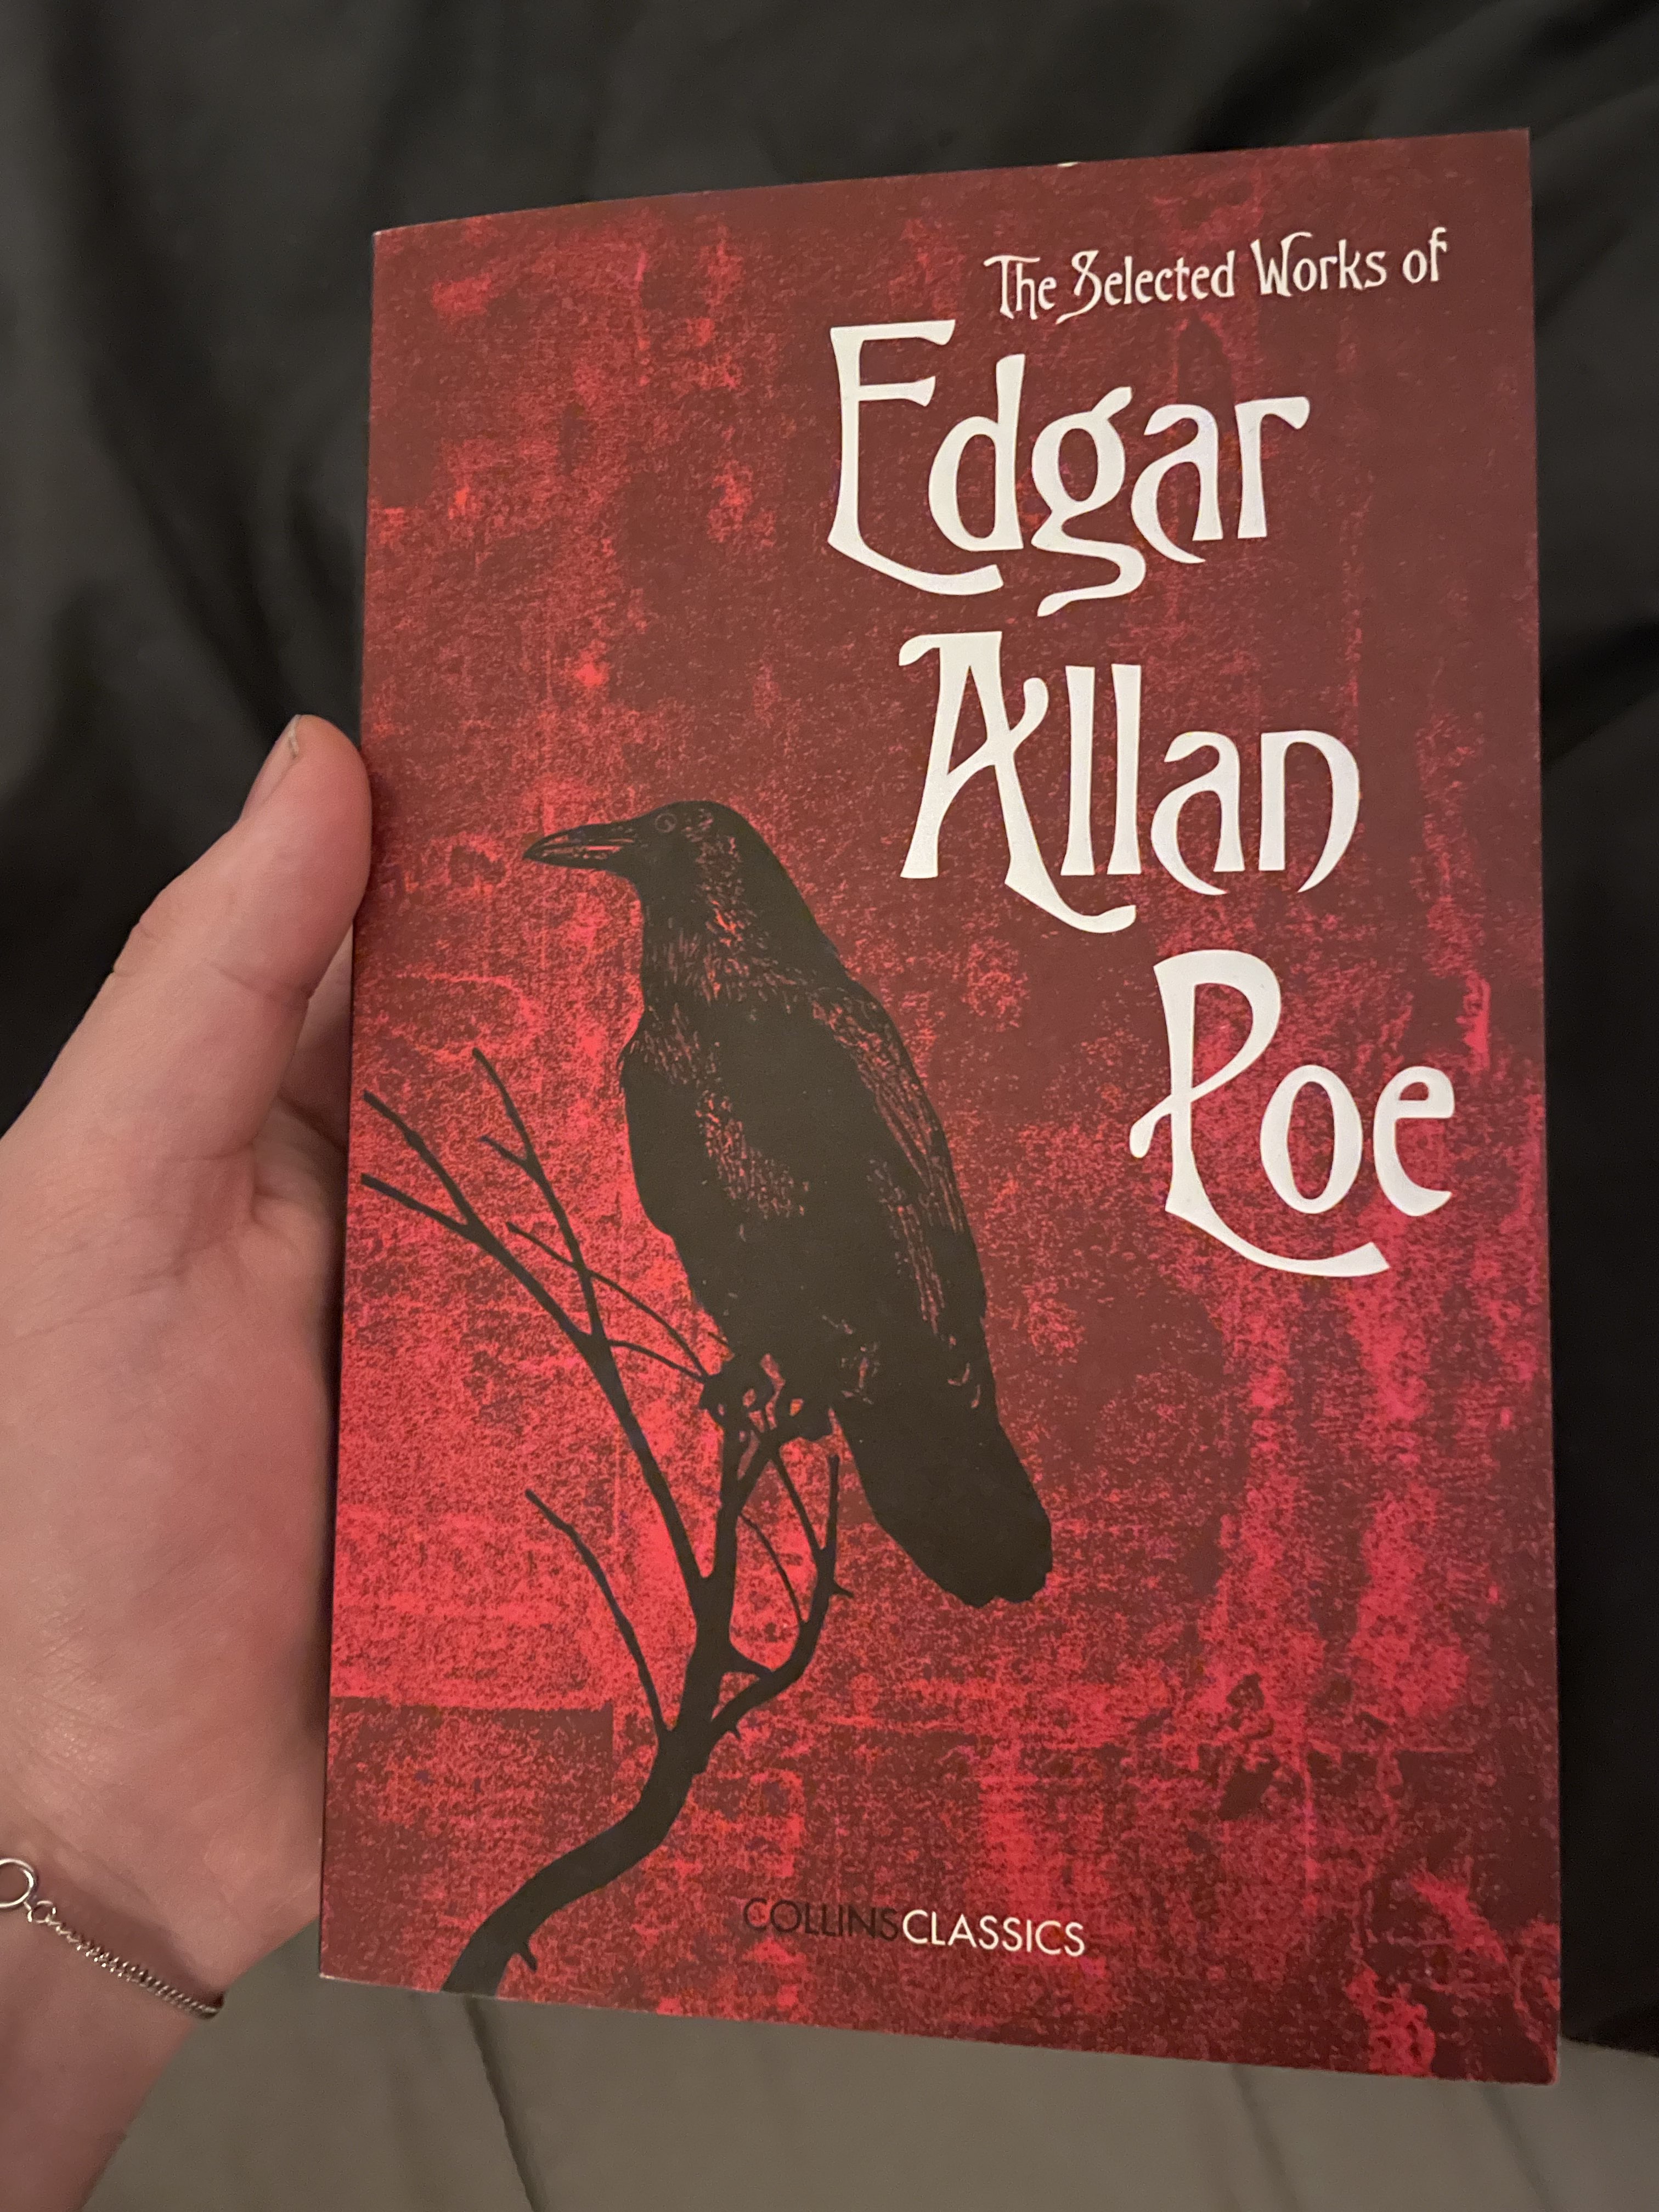 The Selected Works of
Edgar
Allan
Poe
COLLINSCLASSICS